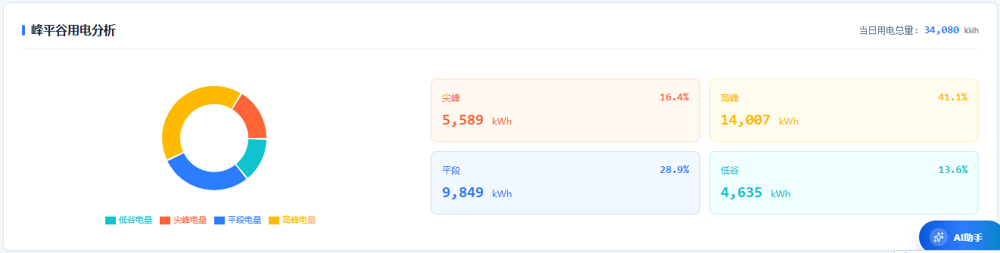 峰平谷用电分析
当日用电总量: 34,080 kWh
尖峰 16.4%
5,589 kWh
高峰 41.1%
14,007 kWh
平段 28.9%
9,849 kWh
低谷 13.6%
4,635 kWh
低谷电量 尖峰电量 平段电量 高峰电量
AI助手